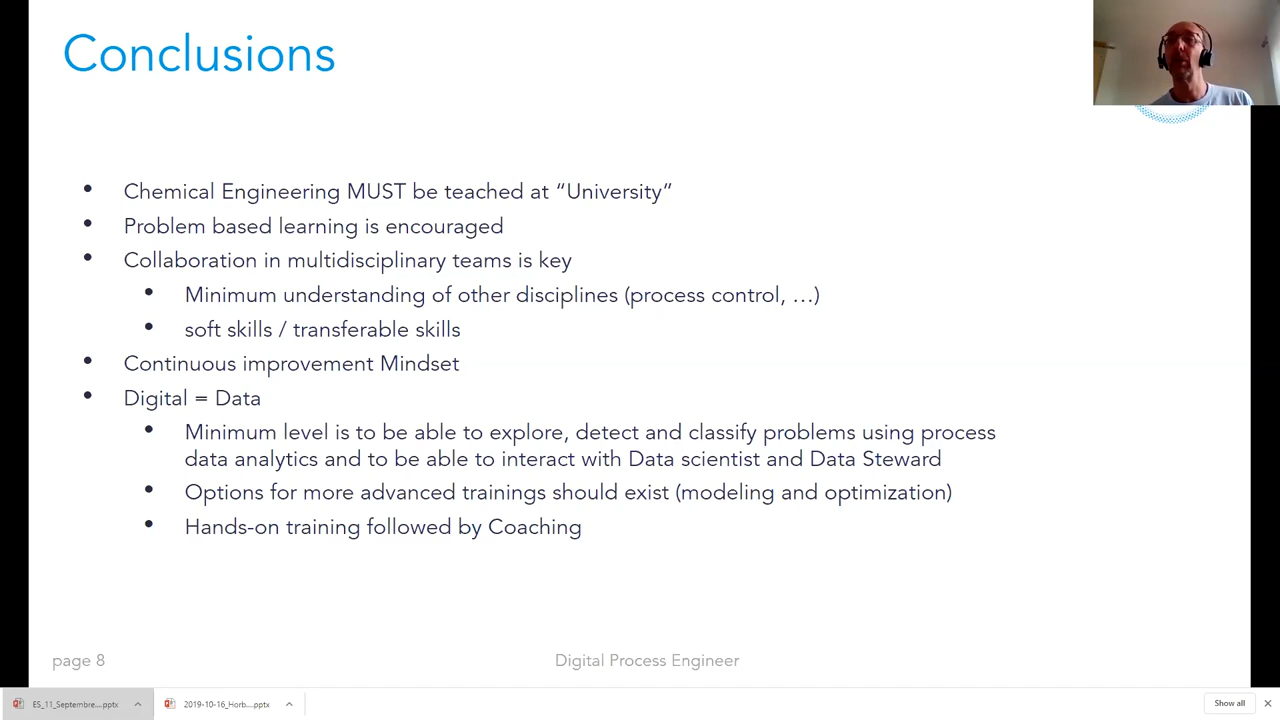 Conclusions
Chemical Engineering MUST be teached at “University”
Problem based learning is encouraged
Collaboration in multidisciplinary teams is key
Minimum understanding of other disciplines (process control, …)
soft skills / transferable skills
Continuous improvement Mindset
Digital = Data
Minimum level is to be able to explore, detect and classify problems using process
data analytics and to be able to interact with Data scientist and Data Steward
Options for more advanced trainings should exist (modeling and optimization)
Hands-on training followed by Coaching
page 8
Digital Process Engineer
ES_11_Septembre....pptx
2019-10-16_Horb....pptx
Show all